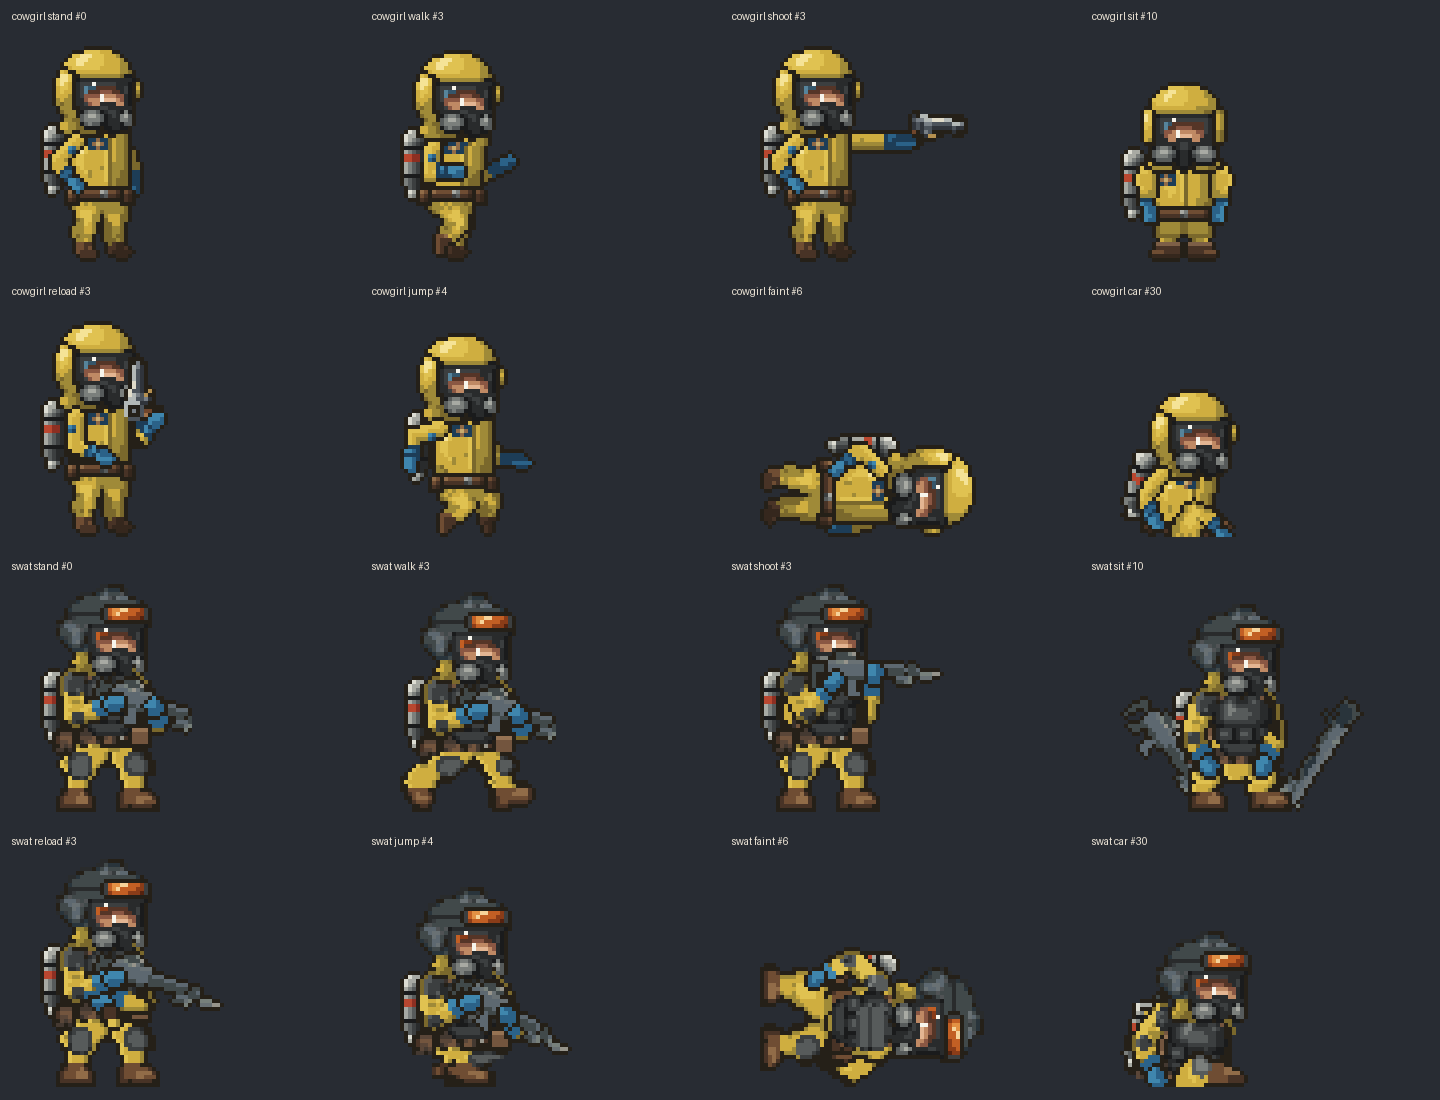 cowgirl stand #0
cowgirl walk #3
cowgirl shoot #3
cowgirl sit #10
cowgirl reload #3
cowgirl jump #4
cowgirl faint #6
cowgirl car #30
swat stand #0
swat walk #3
swat shoot #3
swat sit #10
swat reload #3
swat jump #4
swat faint #6
swat car #30